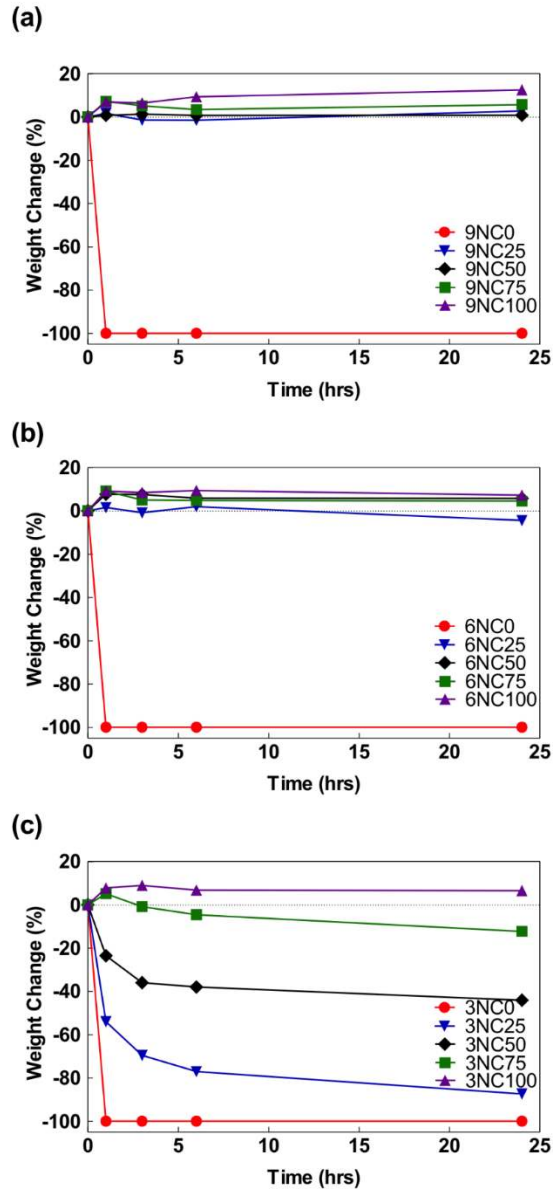 (a)
20
0
-20
-40
-60
-80
-100
Weight Change (%)
9NC0
9NC25
9NC50
9NC75
9NC100
0 5 10 15 20 25
Time (hrs)
(b)
20
0
-20
-40
-60
-80
-100
Weight Change (%)
6NC0
6NC25
6NC50
6NC75
6NC100
0 5 10 15 20 25
Time (hrs)
(c)
20
0
-20
-40
-60
-80
-100
Weight Change (%)
3NC0
3NC25
3NC50
3NC75
3NC100
0 5 10 15 20 25
Time (hrs)